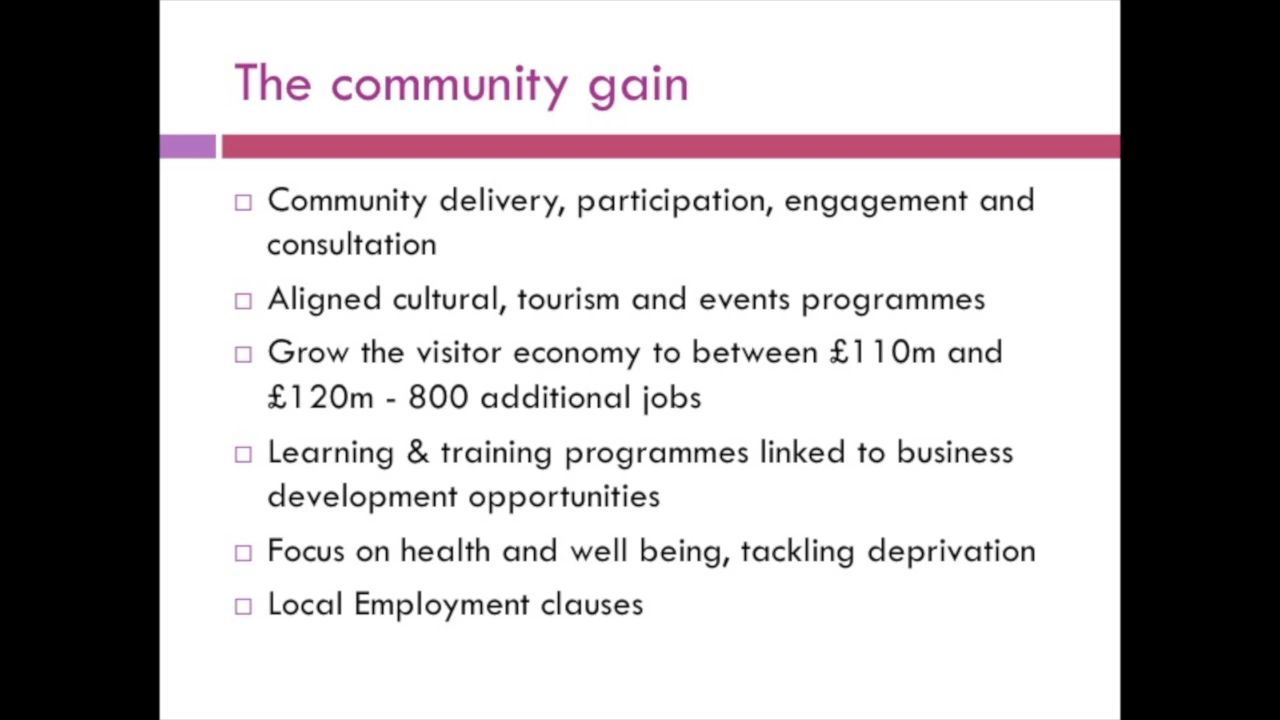 The community gain
Community delivery, participation, engagement and
consultation
Aligned cultural, tourism and events programmes
Grow the visitor economy to between £110m and
£120m - 800 additional jobs
Learning & training programmes linked to business
development opportunities
Focus on health and well being, tackling deprivation
Local Employment clauses